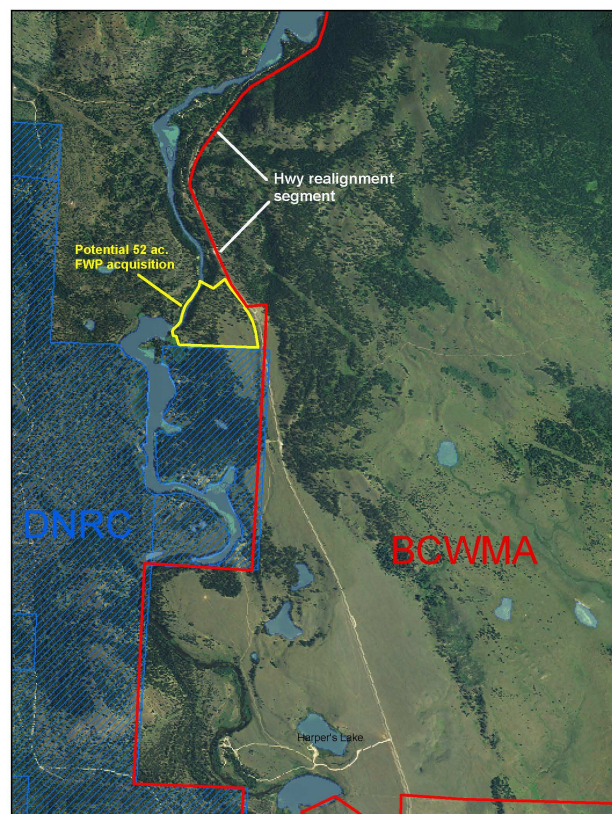 Hwy realignment
segment
Potential 52 ac.
FWP acquisition
DNRC
BCWMA
Harper's Lake